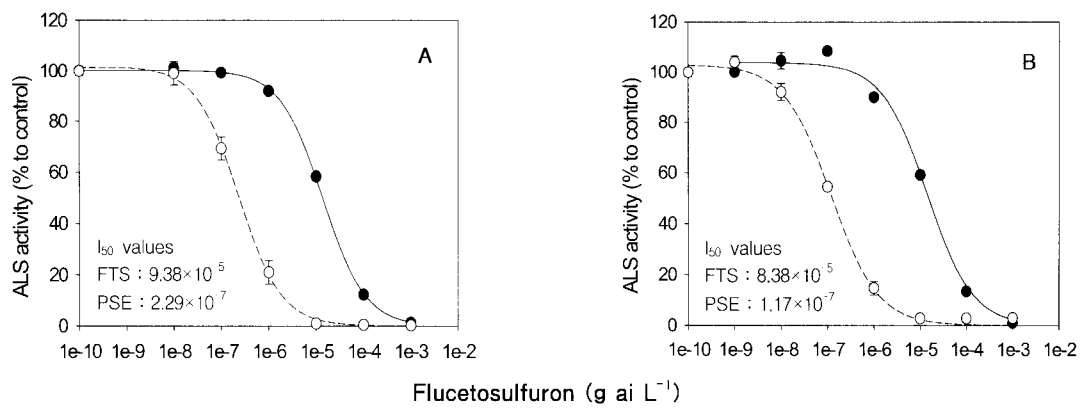 120
100
80
60
40
20
0
ALS activity (% to control)
A
I₅₀ values
FTS : 9.38×10⁻⁵
PSE : 2.29×10⁻⁷
1e-10 1e-9 1e-8 1e-7 1e-6 1e-5 1e-4 1e-3 1e-2
120
100
80
60
40
20
0
ALS activity (% to control)
B
I₅₀ values
FTS : 8.38×10⁻⁵
PSE : 1.17×10⁻⁷
1e-10 1e-9 1e-8 1e-7 1e-6 1e-5 1e-4 1e-3 1e-2
Flucetosulfuron (g ai L⁻¹)